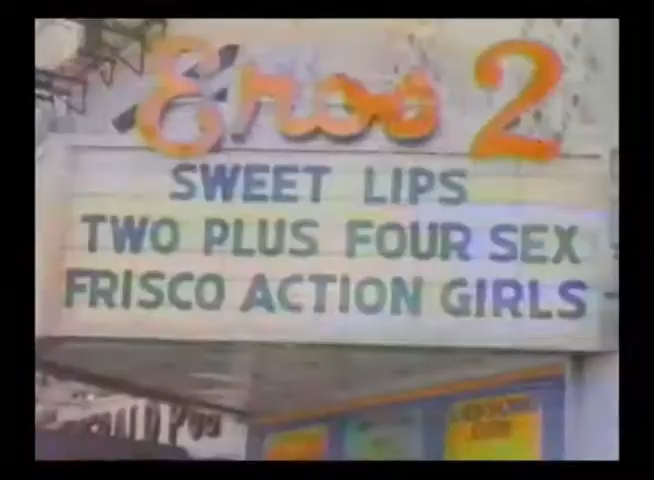 Eros 2
SWEET LIPS
TWO PLUS FOUR SEX
FRISCO ACTION GIRLS